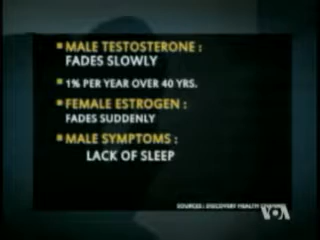 MALE TESTOSTERONE :
FADES SLOWLY
1% PER YEAR OVER 40 YRS.
FEMALE ESTROGEN :
FADES SUDDENLY
MALE SYMPTOMS :
LACK OF SLEEP
SOURCES : DISCOVERY HEALTH CHANNEL
VOA